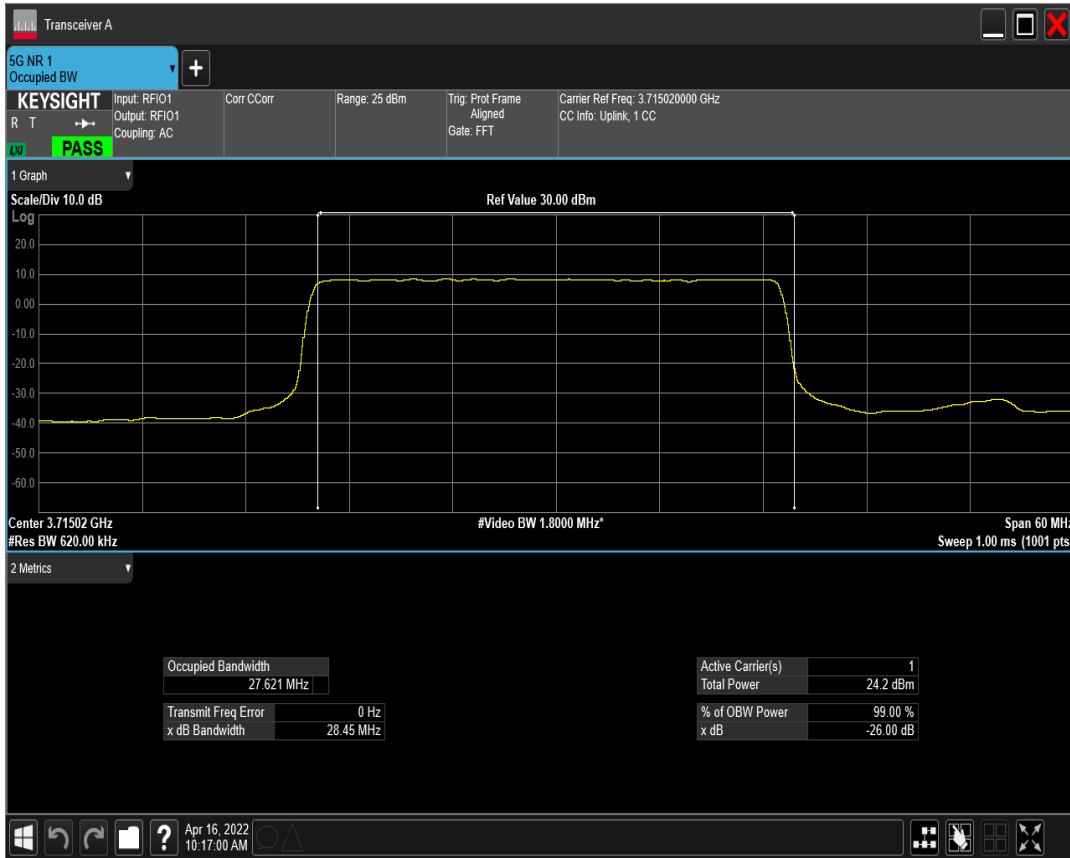 Transceiver A
5G NR 1
Occupied BW
KEYSIGHT
R T
LXI
PASS
Input: RFIO1
Output: RFIO1
Coupling: AC
Corr CCorr
Range: 25 dBm
Trig: Prot Frame
Aligned
Gate: FFT
Carrier Ref Freq: 3.715020000 GHz
CC Info: Uplink, 1 CC
1 Graph
Scale/Div 10.0 dB
Ref Value 30.00 dBm
Log
20.0
10.0
0.00
-10.0
-20.0
-30.0
-40.0
-50.0
-60.0
Center 3.71502 GHz
#Video BW 1.8000 MHz*
Span 60 MHz
#Res BW 620.00 kHz
Sweep 1.00 ms (1001 pts
2 Metrics
Occupied Bandwidth
27.621 MHz
Transmit Freq Error 0 Hz
x dB Bandwidth 28.45 MHz
Active Carrier(s) 1
Total Power 24.2 dBm
% of OBW Power 99.00 %
x dB -26.00 dB
?
Apr 16, 2022
10:17:00 AM